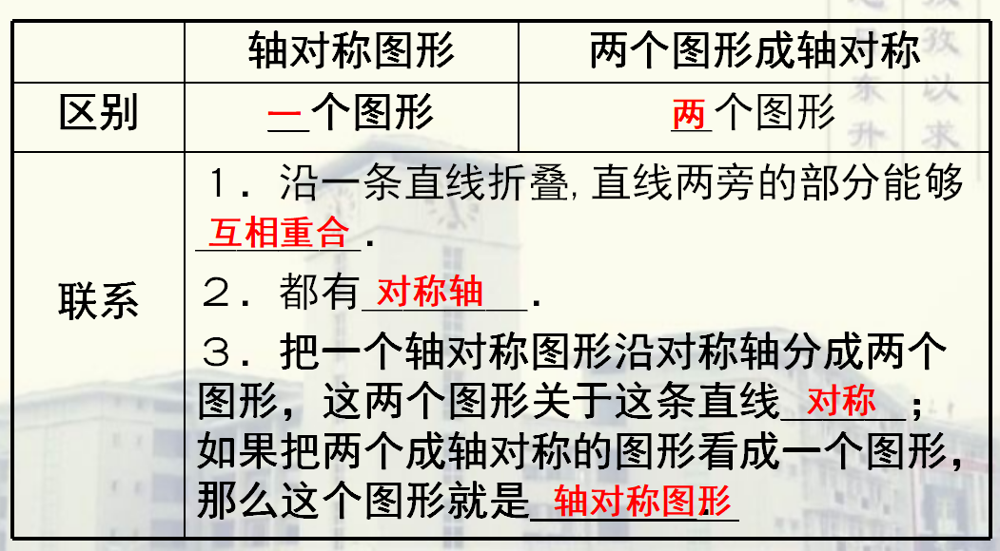 轴对称图形 两个图形成轴对称
区别 一个图形 两个图形
联系
1．沿一条直线折叠,直线两旁的部分能够
互相重合．
2．都有对称轴．
3．把一个轴对称图形沿对称轴分成两个
图形，这两个图形关于这条直线对称；
如果把两个成轴对称的图形看成一个图形，
那么这个图形就是轴对称图形．
孜以求
东升